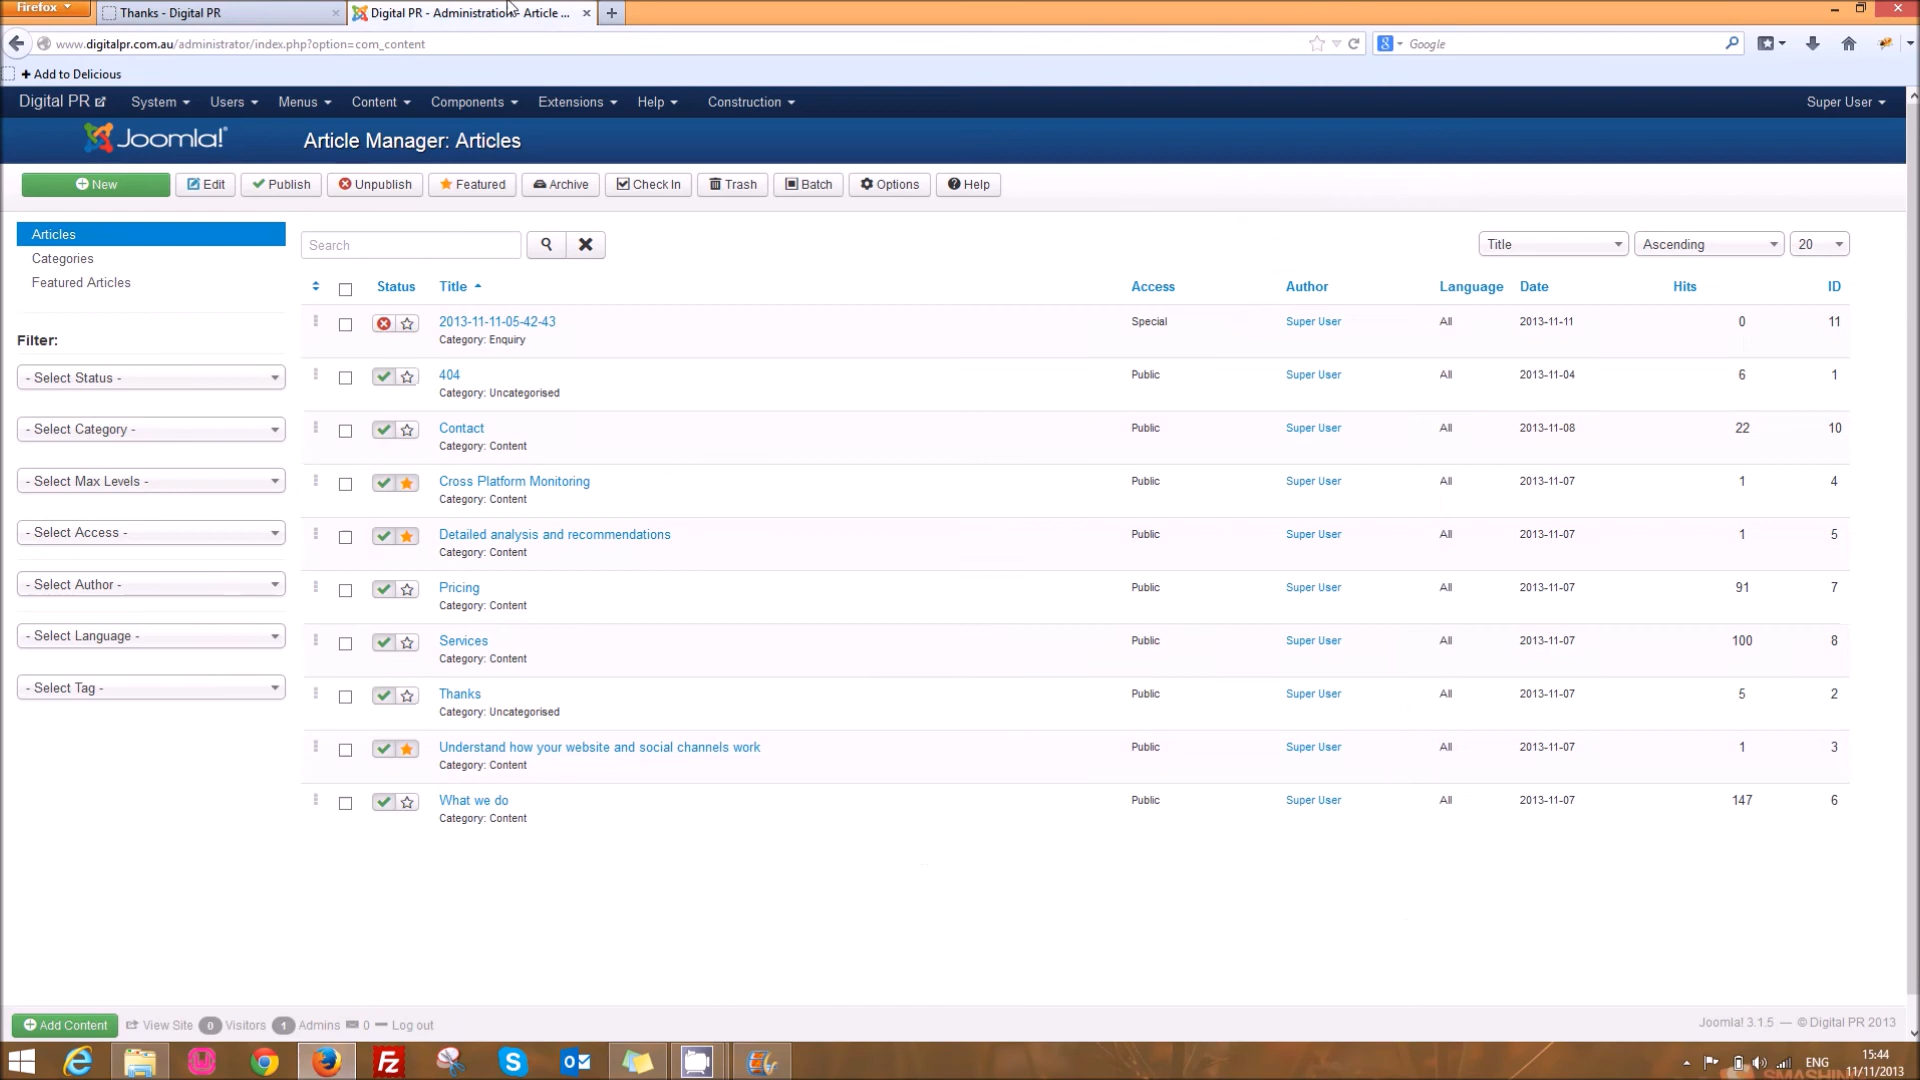 Firefox
Thanks - Digital PR
Digital PR - Administration - Article ...
www.digitalpr.com.au/administrator/index.php?option=com_content
Google
Add to Delicious
Digital PR System Users Menus Content Components Extensions Help Construction Super User
Joomla! Article Manager: Articles
New Edit Publish Unpublish Featured Archive Check In Trash Batch Options Help
Articles
Categories
Featured Articles
Filter:
- Select Status -
- Select Category -
- Select Max Levels -
- Select Access -
- Select Author -
- Select Language -
- Select Tag -
Search Title Ascending 20
Status Title Access Author Language Date Hits ID
2013-11-11-05-42-43 Special Super User All 2013-11-11 0 11
Category: Enquiry
404 Public Super User All 2013-11-04 6 1
Category: Uncategorised
Contact Public Super User All 2013-11-08 22 10
Category: Content
Cross Platform Monitoring Public Super User All 2013-11-07 1 4
Category: Content
Detailed analysis and recommendations Public Super User All 2013-11-07 1 5
Category: Content
Pricing Public Super User All 2013-11-07 91 7
Category: Content
Services Public Super User All 2013-11-07 100 8
Category: Content
Thanks Public Super User All 2013-11-07 5 2
Category: Uncategorised
Understand how your website and social channels work Public Super User All 2013-11-07 1 3
Category: Content
What we do Public Super User All 2013-11-07 147 6
Category: Content
Add Content View Site 0 Visitors 1 Admins 0 Log out
Joomla! 3.1.5 — © Digital PR 2013
ENG
15:44
11/11/2013